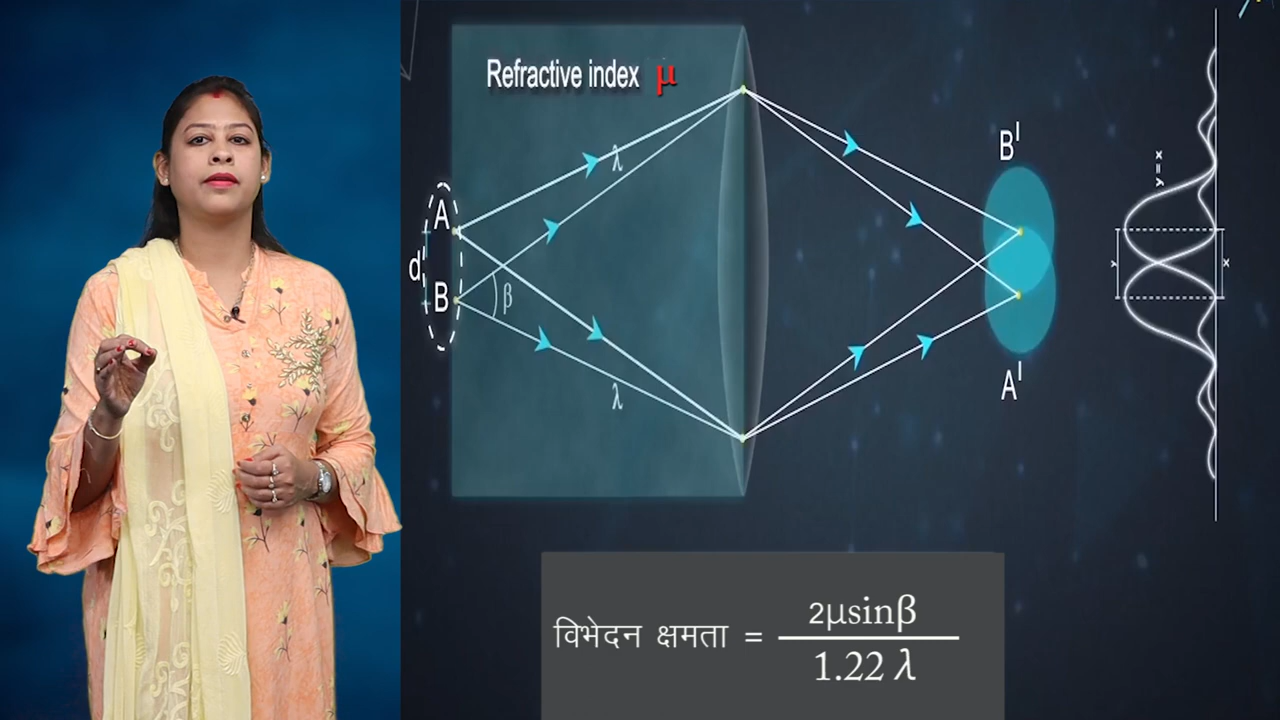 Refractive index μ
λ
A
d
B
β
λ
B'
A'
y = x
y
x
विभेदन क्षमता = 2μsinβ
1.22 λ